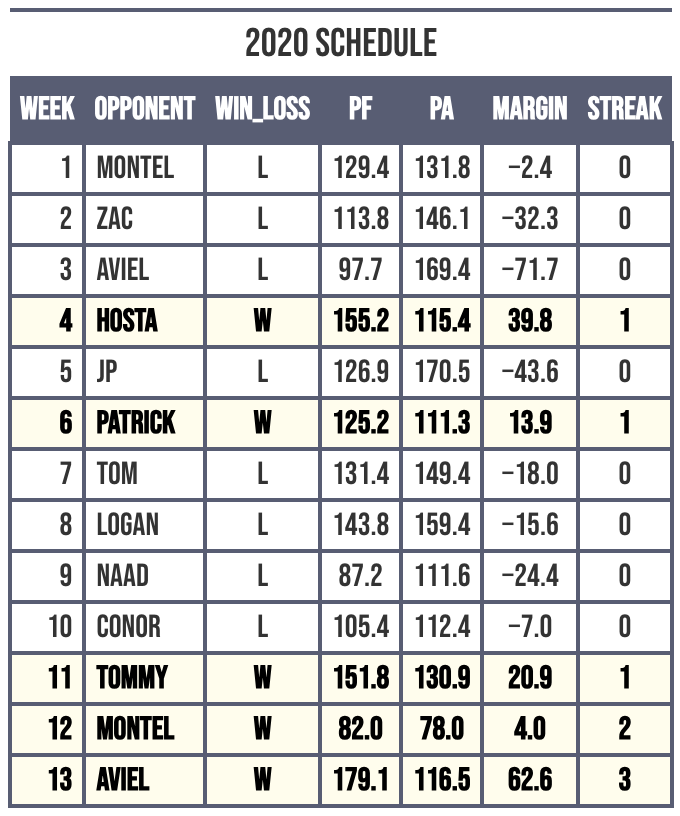 2020 SCHEDULE
WEEK OPPONENT WIN_LOSS PF PA MARGIN STREAK
1 MONTEL L 129.4 131.8 −2.4 0
2 ZAC L 113.8 146.1 −32.3 0
3 AVIEL L 97.7 169.4 −71.7 0
4 HOSTA W 155.2 115.4 39.8 1
5 JP L 126.9 170.5 −43.6 0
6 PATRICK W 125.2 111.3 13.9 1
7 TOM L 131.4 149.4 −18.0 0
8 LOGAN L 143.8 159.4 −15.6 0
9 NAAD L 87.2 111.6 −24.4 0
10 CONOR L 105.4 112.4 −7.0 0
11 TOMMY W 151.8 130.9 20.9 1
12 MONTEL W 82.0 78.0 4.0 2
13 AVIEL W 179.1 116.5 62.6 3